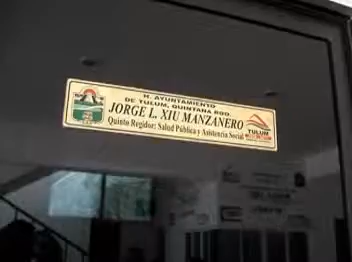 H. AYUNTAMIENTO
DE TULUM, QUINTANA ROO.
JORGE L. XIU MANZANERO
Quinto Regidor: Salud Pública y Asistencia Social
TULUM